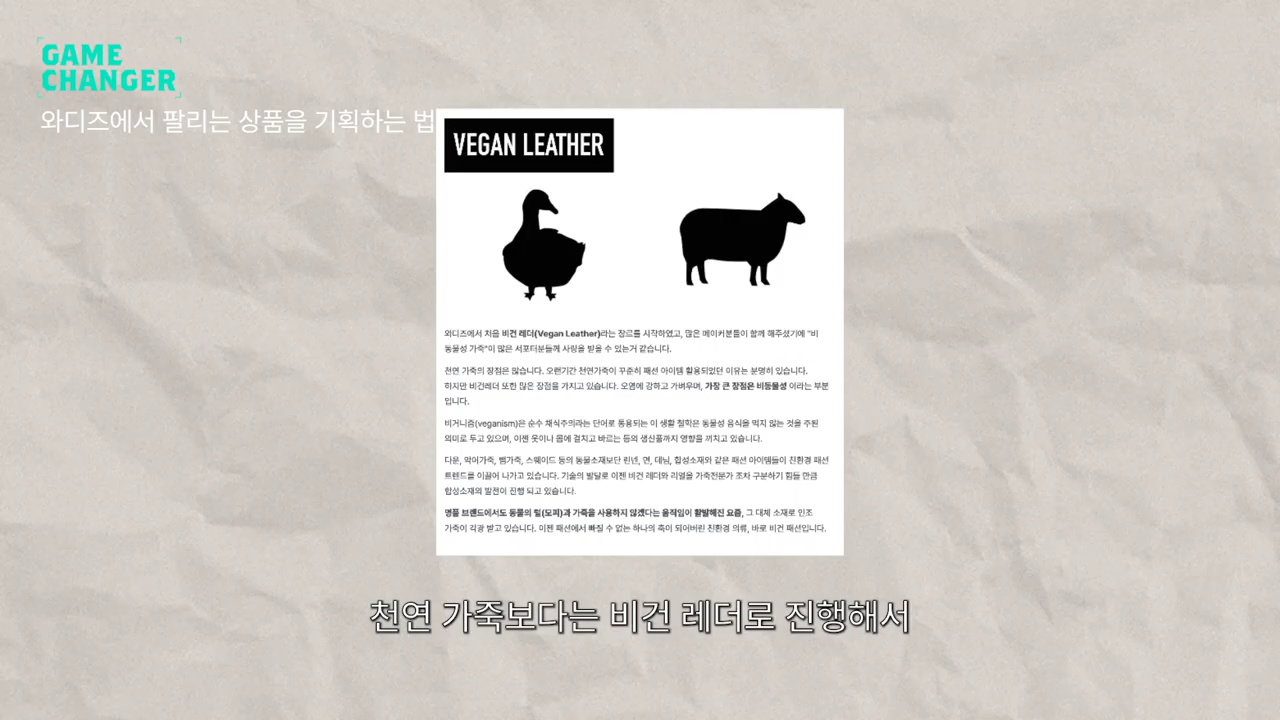 GAME
CHANGER
와디즈에서 팔리는 상품을 기획하는 법
VEGAN LEATHER
와디즈에서 처음 비건 레더(Vegan Leather)라는 장르를 시작하였고, 많은 메이커분들이 함께 해주셨기에 "비
동물성 가죽"이 많은 서포터분들께 사랑을 받을 수 있는거 같습니다.
천연 가죽의 장점은 많습니다. 오랜기간 천연가죽이 꾸준히 패션 아이템 활용되었던 이유는 분명히 있습니다.
하지만 비건레더 또한 많은 장점을 가지고 있습니다. 오염에 강하고 가벼우며, 가장 큰 장점은 비동물성 이라는 부분
입니다.
비거니즘(veganism)은 순수 채식주의라는 단어로 통용되는 이 생활 철학은 동물성 음식을 먹지 않는 것을 주된
의미로 두고 있으며, 이젠 옷이나 몸에 걸치고 바르는 등의 생산품까지 영향을 끼치고 있습니다.
다운, 악어가죽, 뱀가죽, 스웨이드 등의 동물소재보단 린넨, 면, 데님, 합성소재와 같은 패션 아이템들이 친환경 패션
트렌드를 이끌어 나가고 있습니다. 기술의 발달로 이젠 비건 레더와 리얼을 가죽전문가 조차 구분하기 힘들 만큼
합성소재의 발전이 진행 되고 있습니다.
명품 브랜드에서도 동물의 털(모피)과 가죽을 사용하지 않겠다는 움직임이 활발해진 요즘, 그 대체 소재로 인조
가죽이 각광 받고 있습니다. 이젠 패션에서 빠질 수 없는 하나의 축이 되어버린 친환경 의류, 바로 비건 패션입니다.
천연 가죽보다는 비건 레더로 진행해서